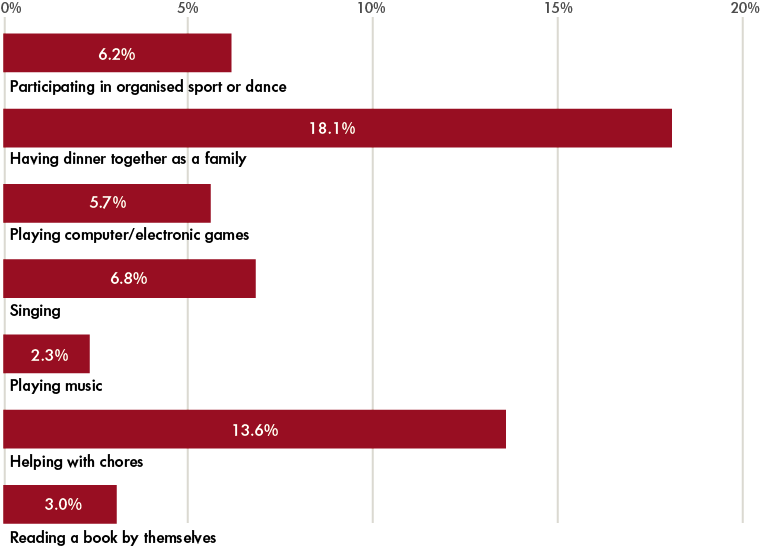 0% 5% 10% 15% 20%
6.2%
Participating in organised sport or dance
18.1%
Having dinner together as a family
5.7%
Playing computer/electronic games
6.8%
Singing
2.3%
Playing music
13.6%
Helping with chores
3.0%
Reading a book by themselves